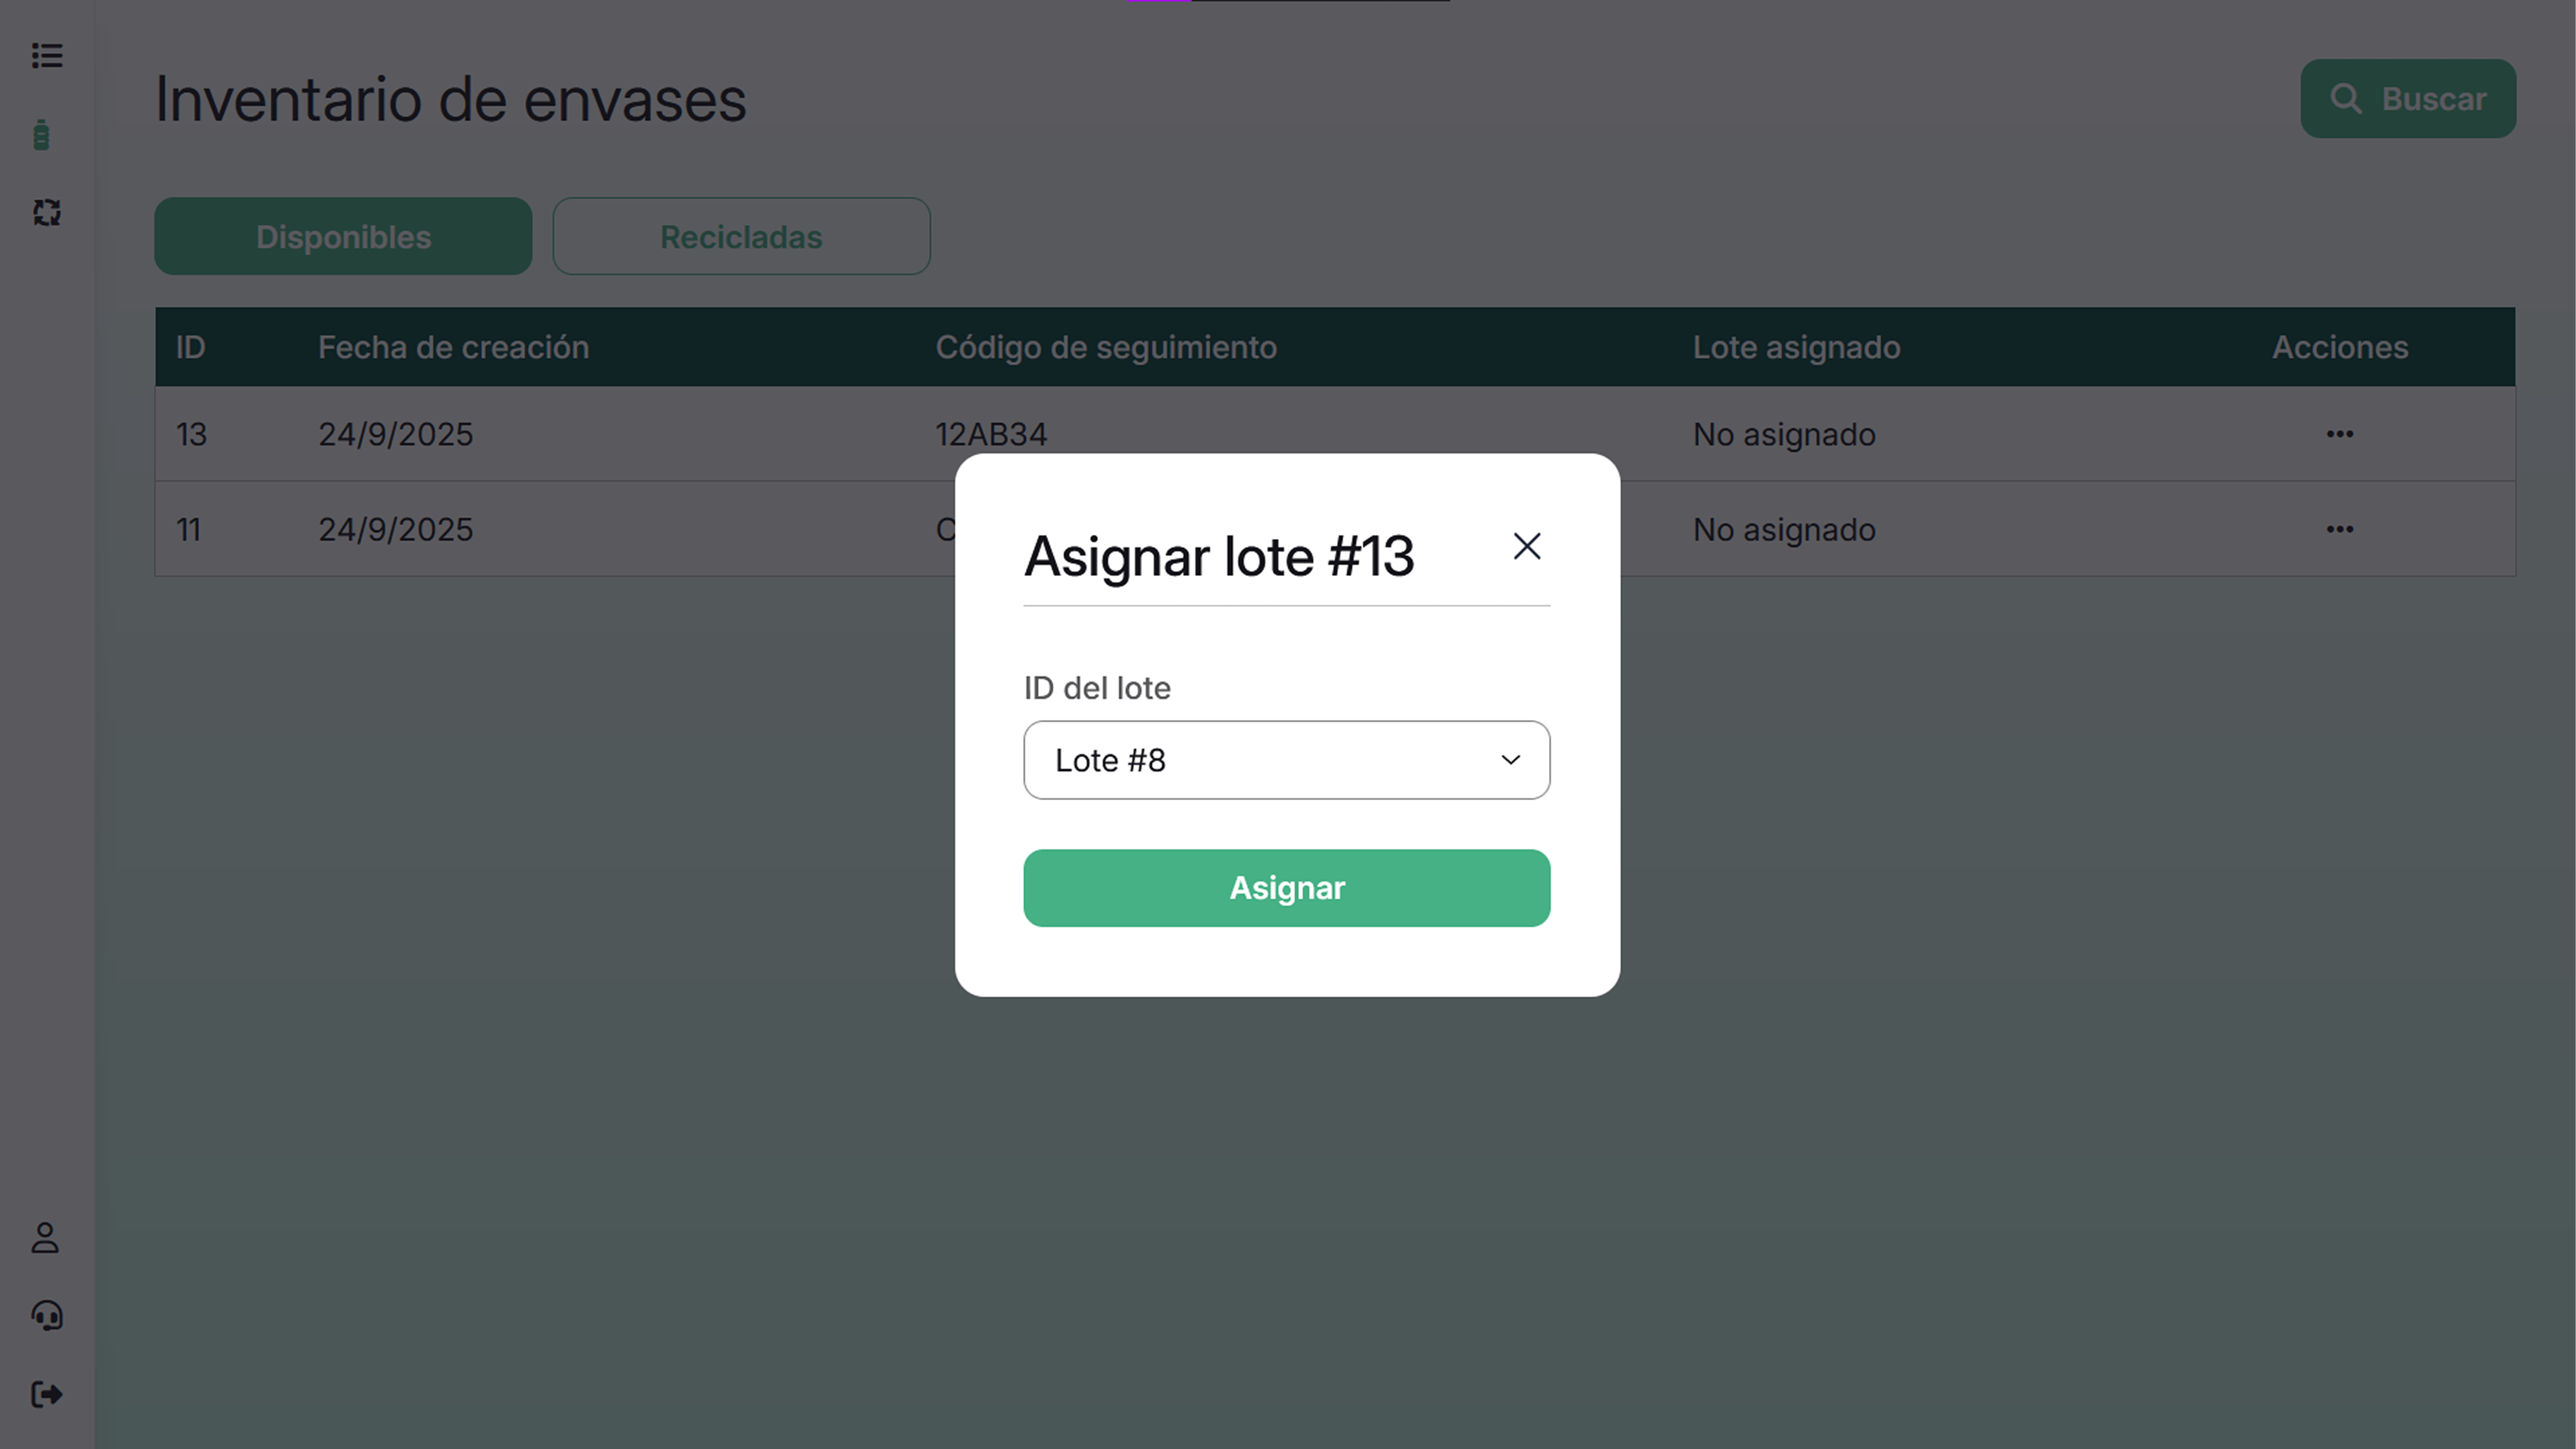 Inventario de envases
Buscar
Disponibles
Recicladas
ID Fecha de creación Código de seguimiento Lote asignado Acciones
13 24/9/2025 12AB34 No asignado
11 24/9/2025 No asignado
Asignar lote #13
ID del lote
Lote #8
Asignar